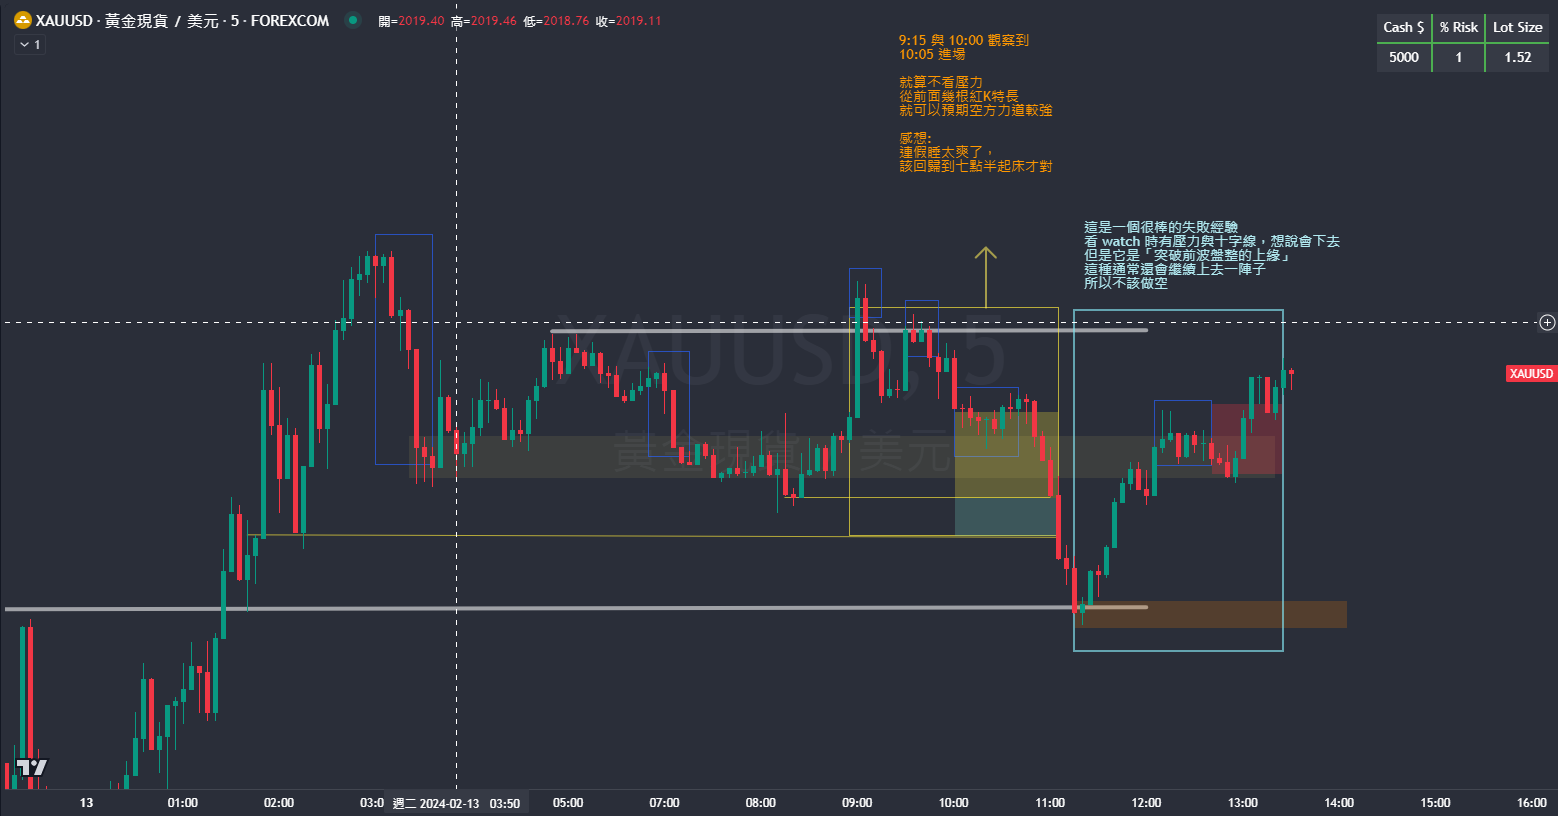 XAUUSD · 黃金現貨 / 美元 · 5 · FOREXCOM
開=2019.40 高=2019.46 低=2018.76 收=2019.11
1
Cash $ % Risk Lot Size
5000 1 1.52
9:15 與 10:00 觀察到
10:05 進場
就算不看壓力
從前面幾根紅K特長
就可以預期空方力道較強
感想:
連假睡太爽了，
該回歸到七點半起床才對
這是一個很棒的失敗經驗
看 watch 時有壓力與十字線，想說會下去
但是它是「突破前波盤整的上緣」
這種通常還會繼續上去一陣子
所以不該做空
XAUUSD, 5
黃金現貨 / 美元
XAUUSD
13 01:00 02:00 03:0 週二 2024-02-13 03:50 05:00 07:00 08:00 09:00 10:00 11:00 12:00 13:00 14:00 15:00 16:00